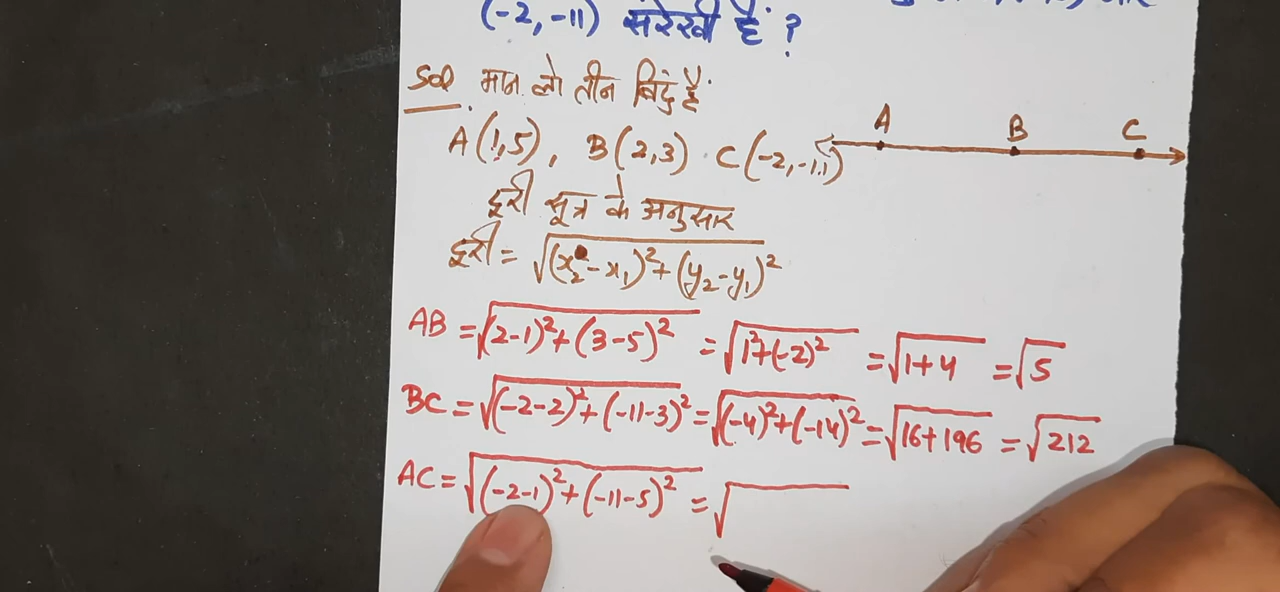 (-2, -11) सरेखी हैं ?
Sol मान लो तीन बिंदु हैं
A(1,5), B(2,3) . C(-2,-11)
A B C
दूरी सूत्र के अनुसार
दूरी = √(x₂-x₁)²+(y₂-y₁)²
AB = √(2-1)²+(3-5)² = √1²+(-2)² = √1+4 = √5
BC = √(-2-2)²+(-11-3)² = √(-4)²+(-14)² = √16+196 = √212
AC = √(-2-1)²+(-11-5)² = √